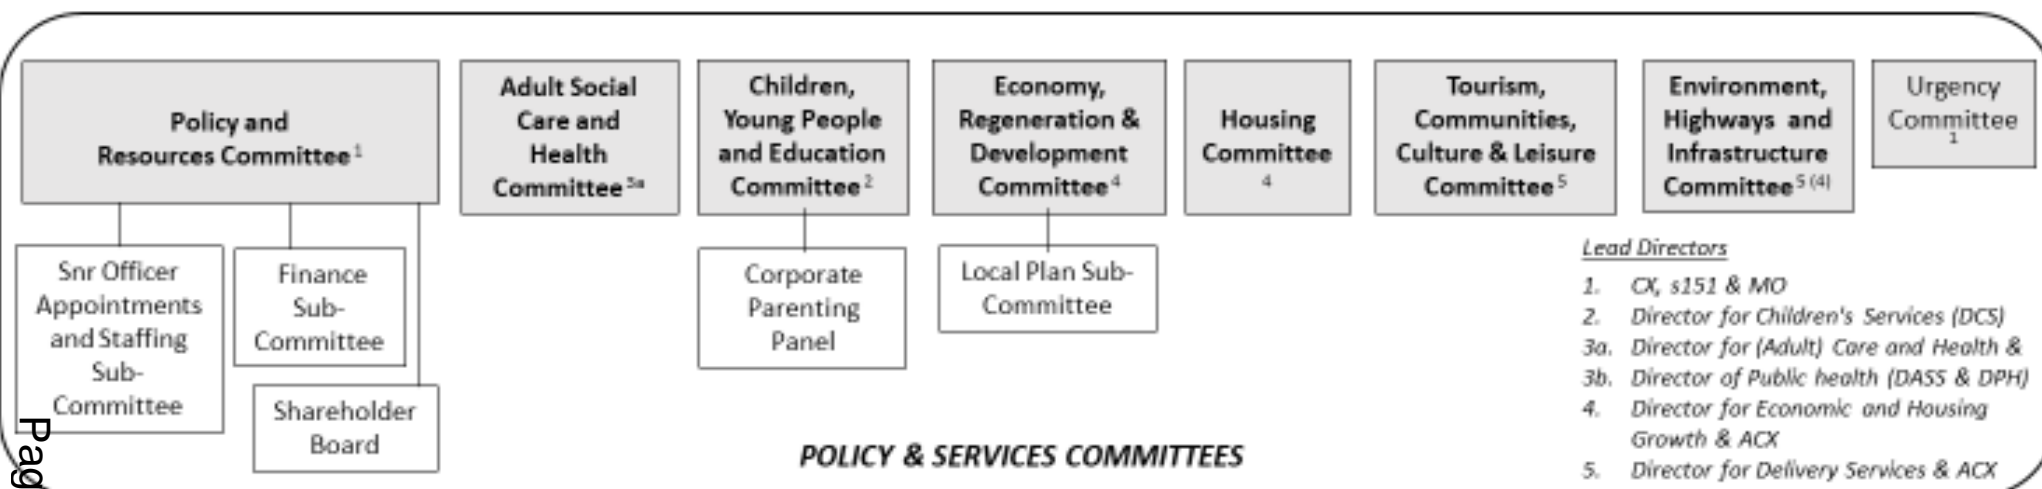 Policy and
Resources Committee 1
Adult Social
Care and
Health
Committee 3a
Children,
Young People
and Education
Committee 2
Economy,
Regeneration &
Development
Committee 4
Housing
Committee
4
Tourism,
Communities,
Culture & Leisure
Committee 5
Environment,
Highways and
Infrastructure
Committee 5 (4)
Urgency
Committee
1
Snr Officer
Appointments
and Staffing
Sub-
Committee
Finance
Sub-
Committee
Shareholder
Board
Corporate
Parenting
Panel
Local Plan Sub-
Committee
Lead Directors
1. CX, s151 & MO
2. Director for Children's Services (DCS)
3a. Director for (Adult) Care and Health &
3b. Director of Public health (DASS & DPH)
4. Director for Economic and Housing
Growth & ACX
5. Director for Delivery Services & ACX
POLICY & SERVICES COMMITTEES
Pag